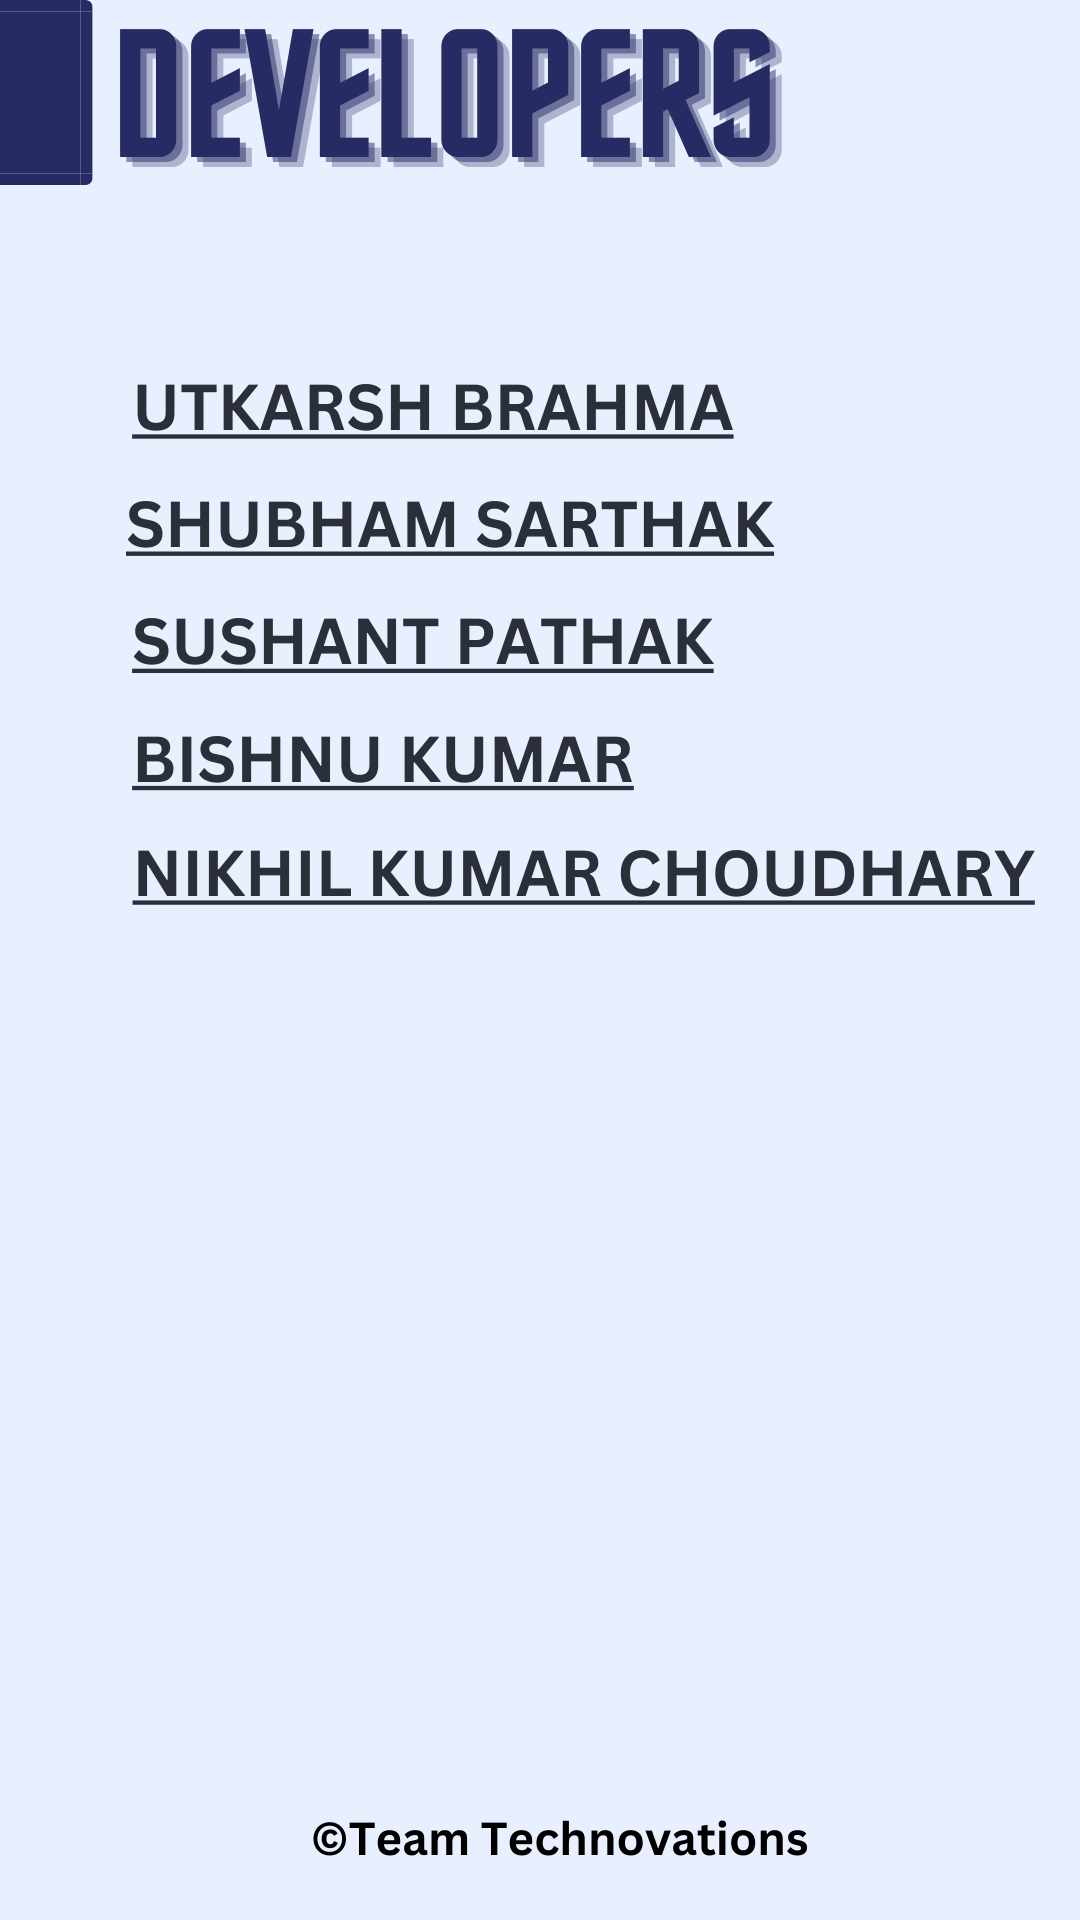 DEVELOPERS
UTKARSH BRAHMA
SHUBHAM SARTHAK
SUSHANT PATHAK
BISHNU KUMAR
NIKHIL KUMAR CHOUDHARY
©Team Technovations